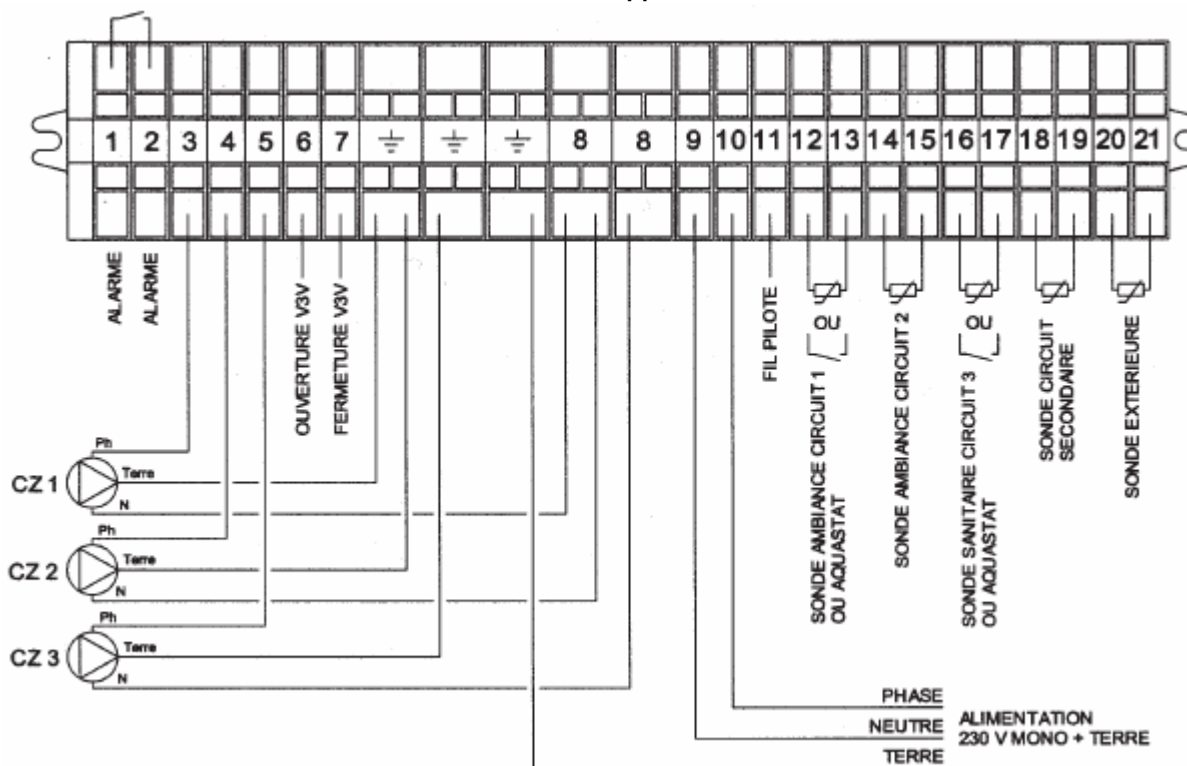 1 2 3 4 5 6 7 8 8 9 10 11 12 13 14 15 16 17 18 19 20 21
ALARME
ALARME
OUVERTURE V3V
FERMETURE V3V
FIL PILOTE
OU
SONDE AMBIANCE CIRCUIT 1
OU AQUASTAT
SONDE AMBIANCE CIRCUIT 2
OU
SONDE SANITAIRE CIRCUIT 3
OU AQUASTAT
SONDE CIRCUIT
SECONDAIRE
SONDE EXTERIEURE
Ph
CZ 1
Terre
N
Ph
CZ 2
Terre
N
Ph
CZ 3
Terre
N
PHASE
NEUTRE
TERRE
ALIMENTATION
230 V MONO + TERRE